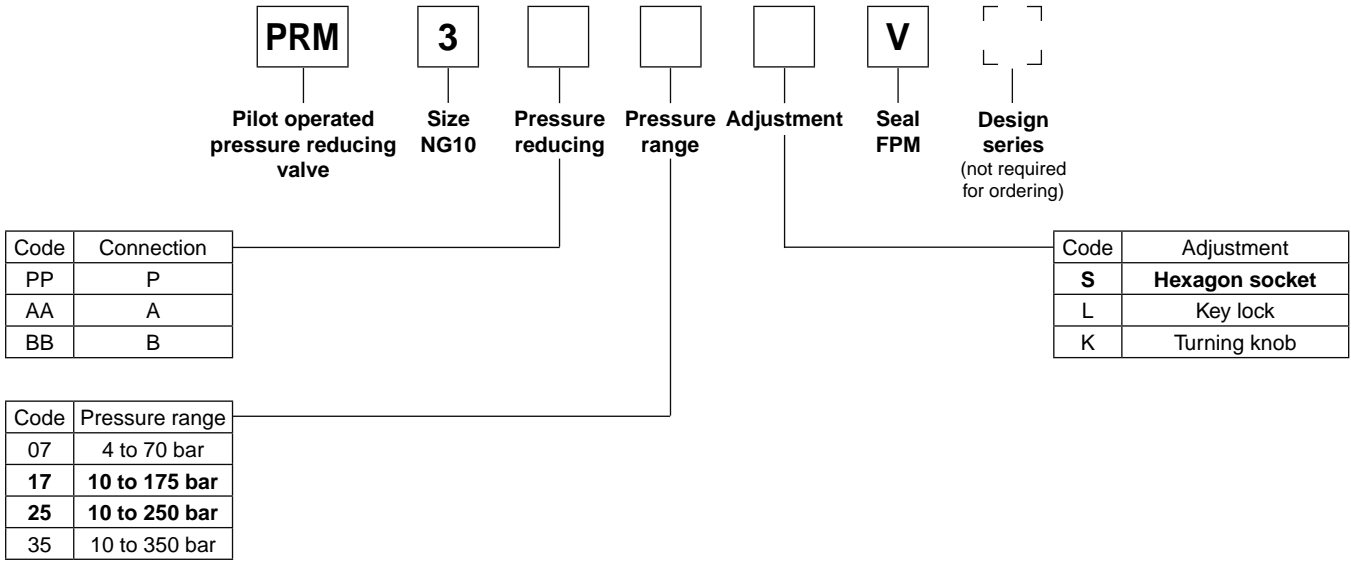 PRM 3 V
Pilot operated Size Pressure Pressure Adjustment Seal Design
pressure reducing NG10 reducing range FPM series
valve (not required
for ordering)
Code Connection
PP P
AA A
BB B
Code Adjustment
S Hexagon socket
L Key lock
K Turning knob
Code Pressure range
07 4 to 70 bar
17 10 to 175 bar
25 10 to 250 bar
35 10 to 350 bar